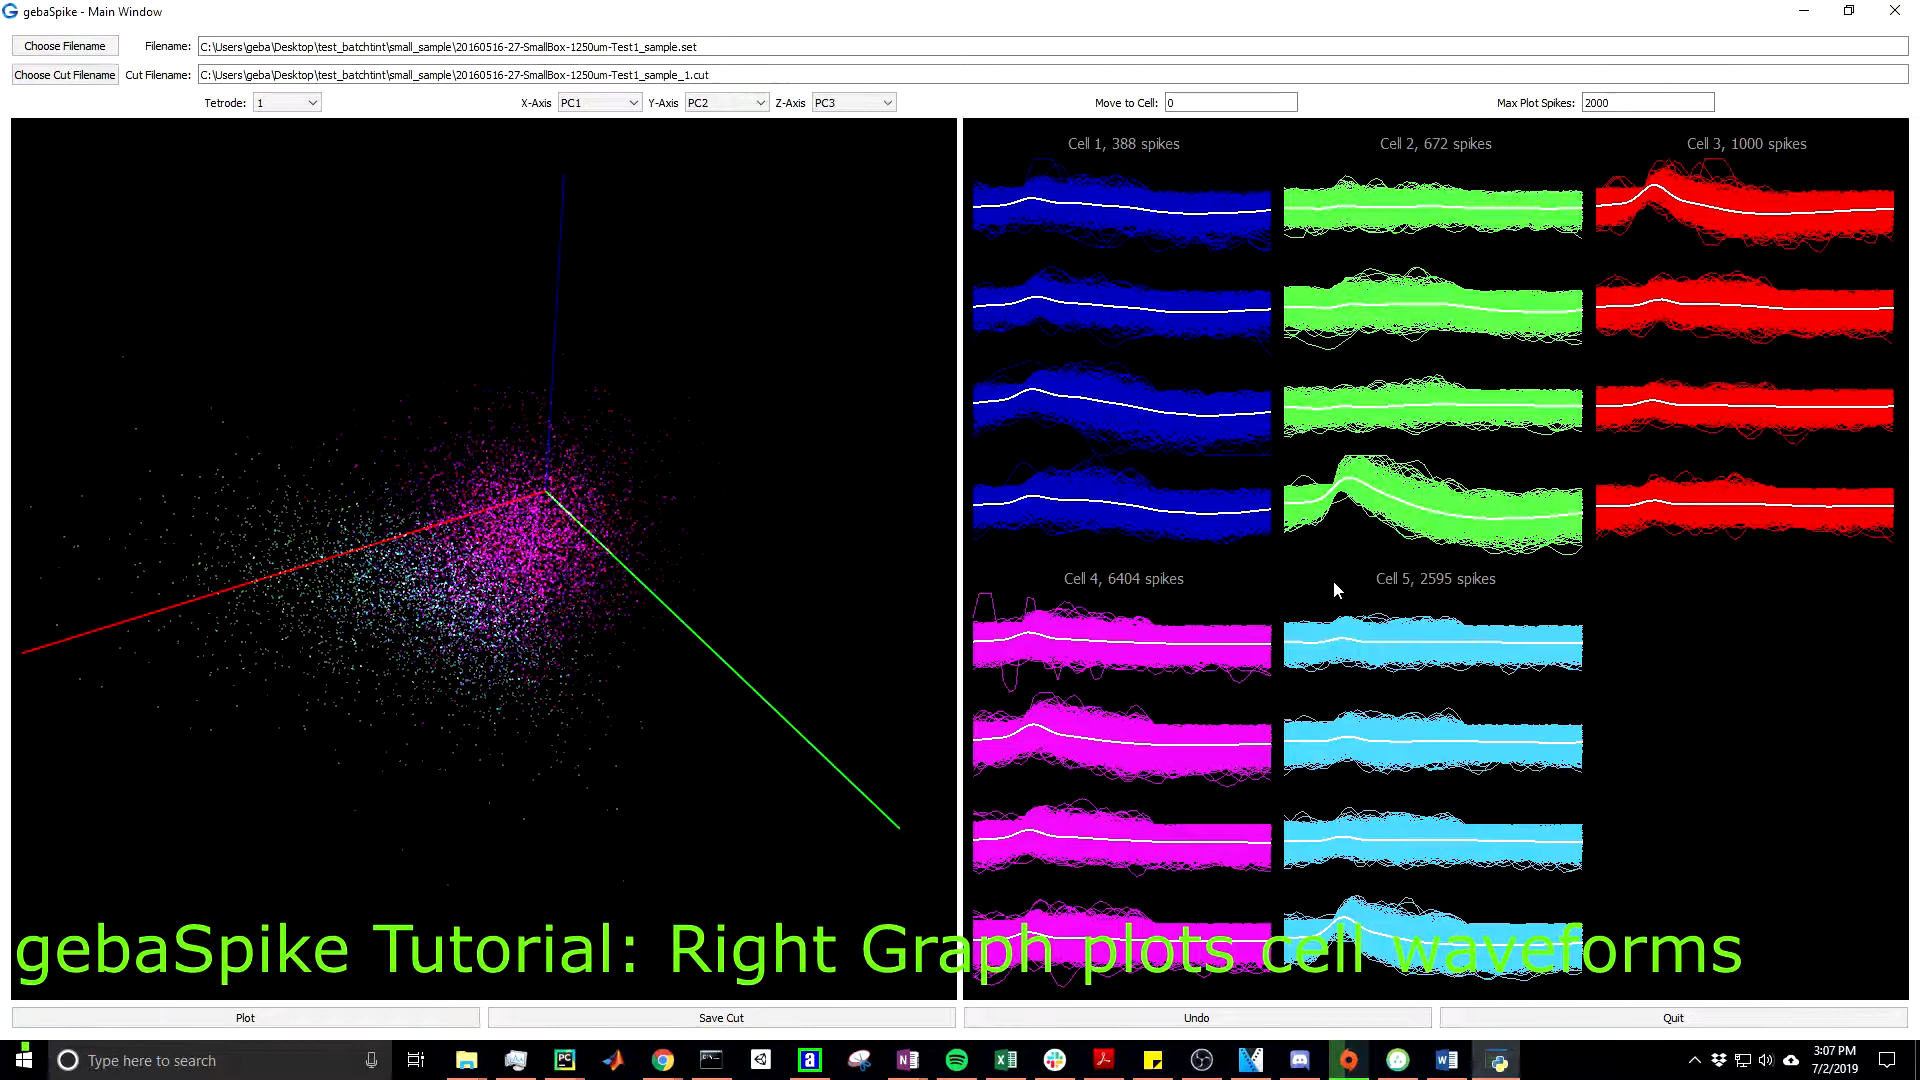 gebaSpike - Main Window
Choose Filename
Filename:
C:\Users\geba\Desktop\test_batchtint\small_sample\20160516-27-SmallBox-1250um-Test1_sample.set
Choose Cut Filename
Cut Filename:
C:\Users\geba\Desktop\test_batchtint\small_sample\20160516-27-SmallBox-1250um-Test1_sample_1.cut
Tetrode: 1
X-Axis PC1
Y-Axis PC2
Z-Axis PC3
Move to Cell: 0
Max Plot Spikes: 2000
Cell 1, 388 spikes
Cell 2, 672 spikes
Cell 3, 1000 spikes
Cell 4, 6404 spikes
Cell 5, 2595 spikes
gebaSpike Tutorial: Right Graph plots cell waveforms
Plot
Save Cut
Undo
Quit
Type here to search
3:07 PM
7/2/2019